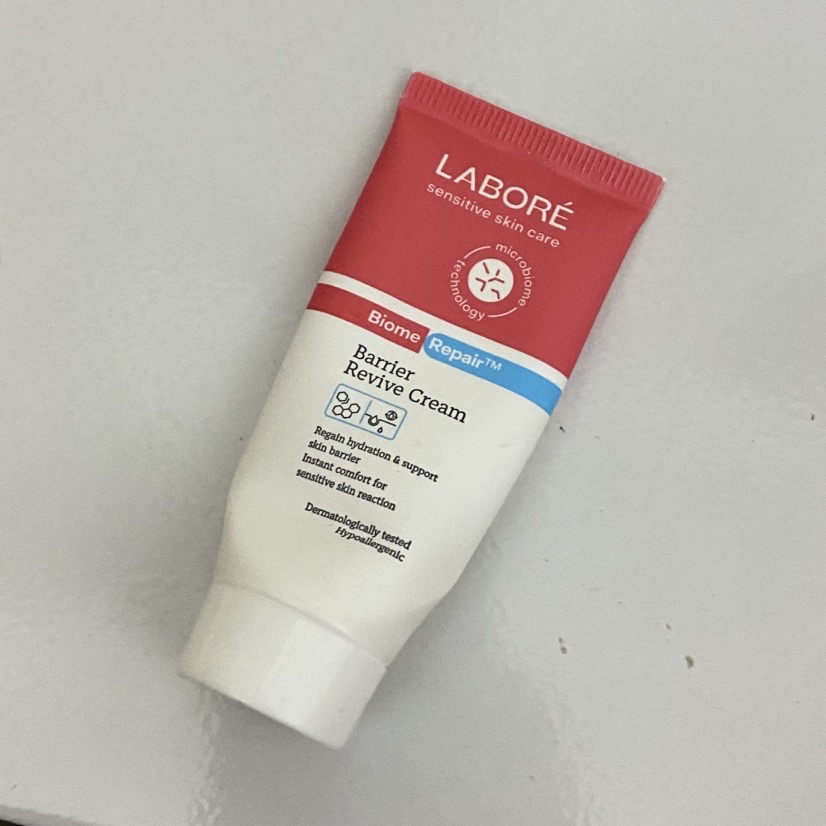 LABORÉ
sensitive skin care
microbiome
technology
Biome Repair™
Barrier
Revive Cream
Regain hydration & support
skin barrier
Instant comfort for
sensitive skin reaction
Dermatologically tested
Hypoallergenic